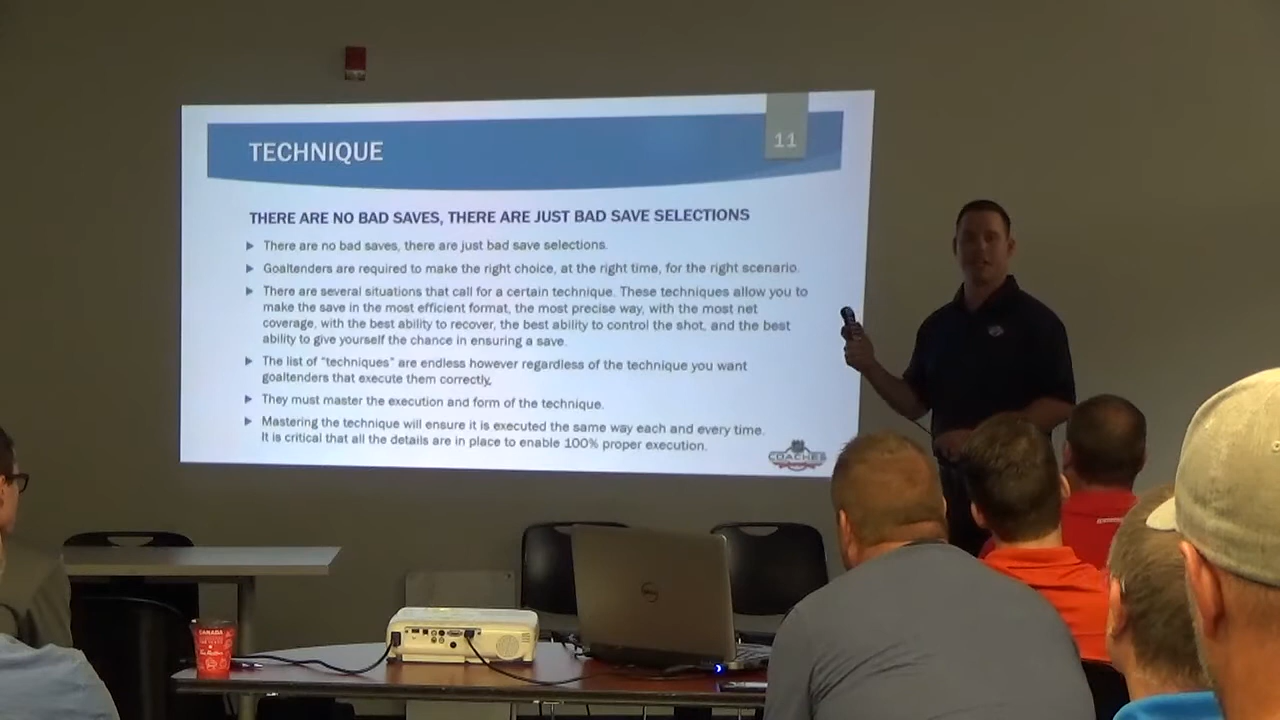 11
TECHNIQUE
THERE ARE NO BAD SAVES, THERE ARE JUST BAD SAVE SELECTIONS
There are no bad saves, there are just bad save selections.
Goaltenders are required to make the right choice, at the right time, for the right scenario.
There are several situations that call for a certain technique. These techniques allow you to
make the save in the most efficient format, the most precise way, with the most net
coverage, with the best ability to recover, the best ability to control the shot, and the best
ability to give yourself the chance in ensuring a save.
The list of "techniques" are endless however regardless of the technique you want
goaltenders that execute them correctly,
They must master the execution and form of the technique.
Mastering the technique will ensure it is executed the same way each and every time.
It is critical that all the details are in place to enable 100% proper execution.
COACHES
DELL
CANADA
Tim Hortons